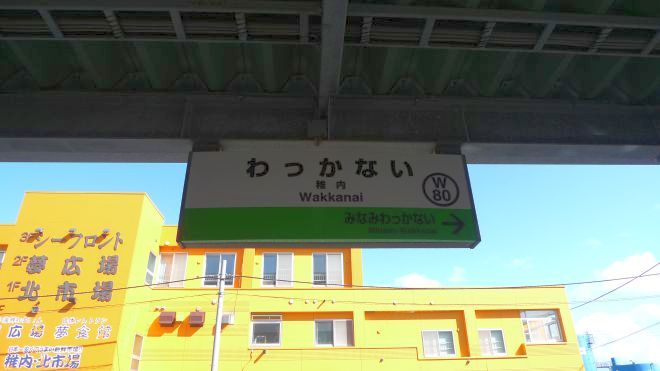 わっかない
稚内
Wakkanai
W
80
みなみわっかない
Minami-Wakkanai
3F シーフロント
2F 夢広場
1F 北市場
広場夢食館
稚内・北市場